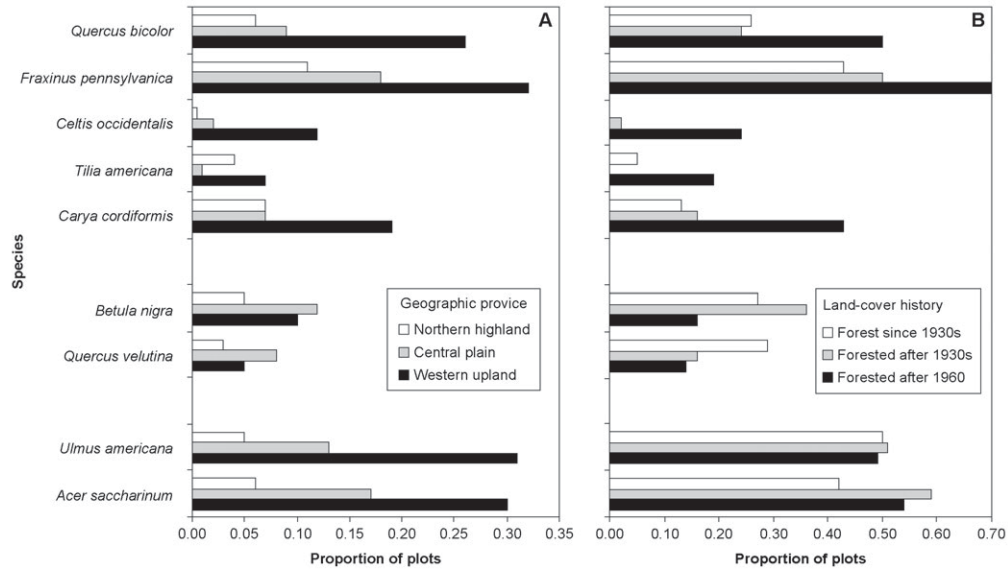 A
B
Species
Quercus bicolor
Fraxinus pennsylvanica
Celtis occidentalis
Tilia americana
Carya cordiformis
Betula nigra
Quercus velutina
Ulmus americana
Acer saccharinum
Geographic provice
Northern highland
Central plain
Western upland
Land-cover history
Forest since 1930s
Forested after 1930s
Forested after 1960
0.00 0.05 0.10 0.15 0.20 0.25 0.30 0.35
Proportion of plots
0.00 0.10 0.20 0.30 0.40 0.50 0.60 0.70
Proportion of plots